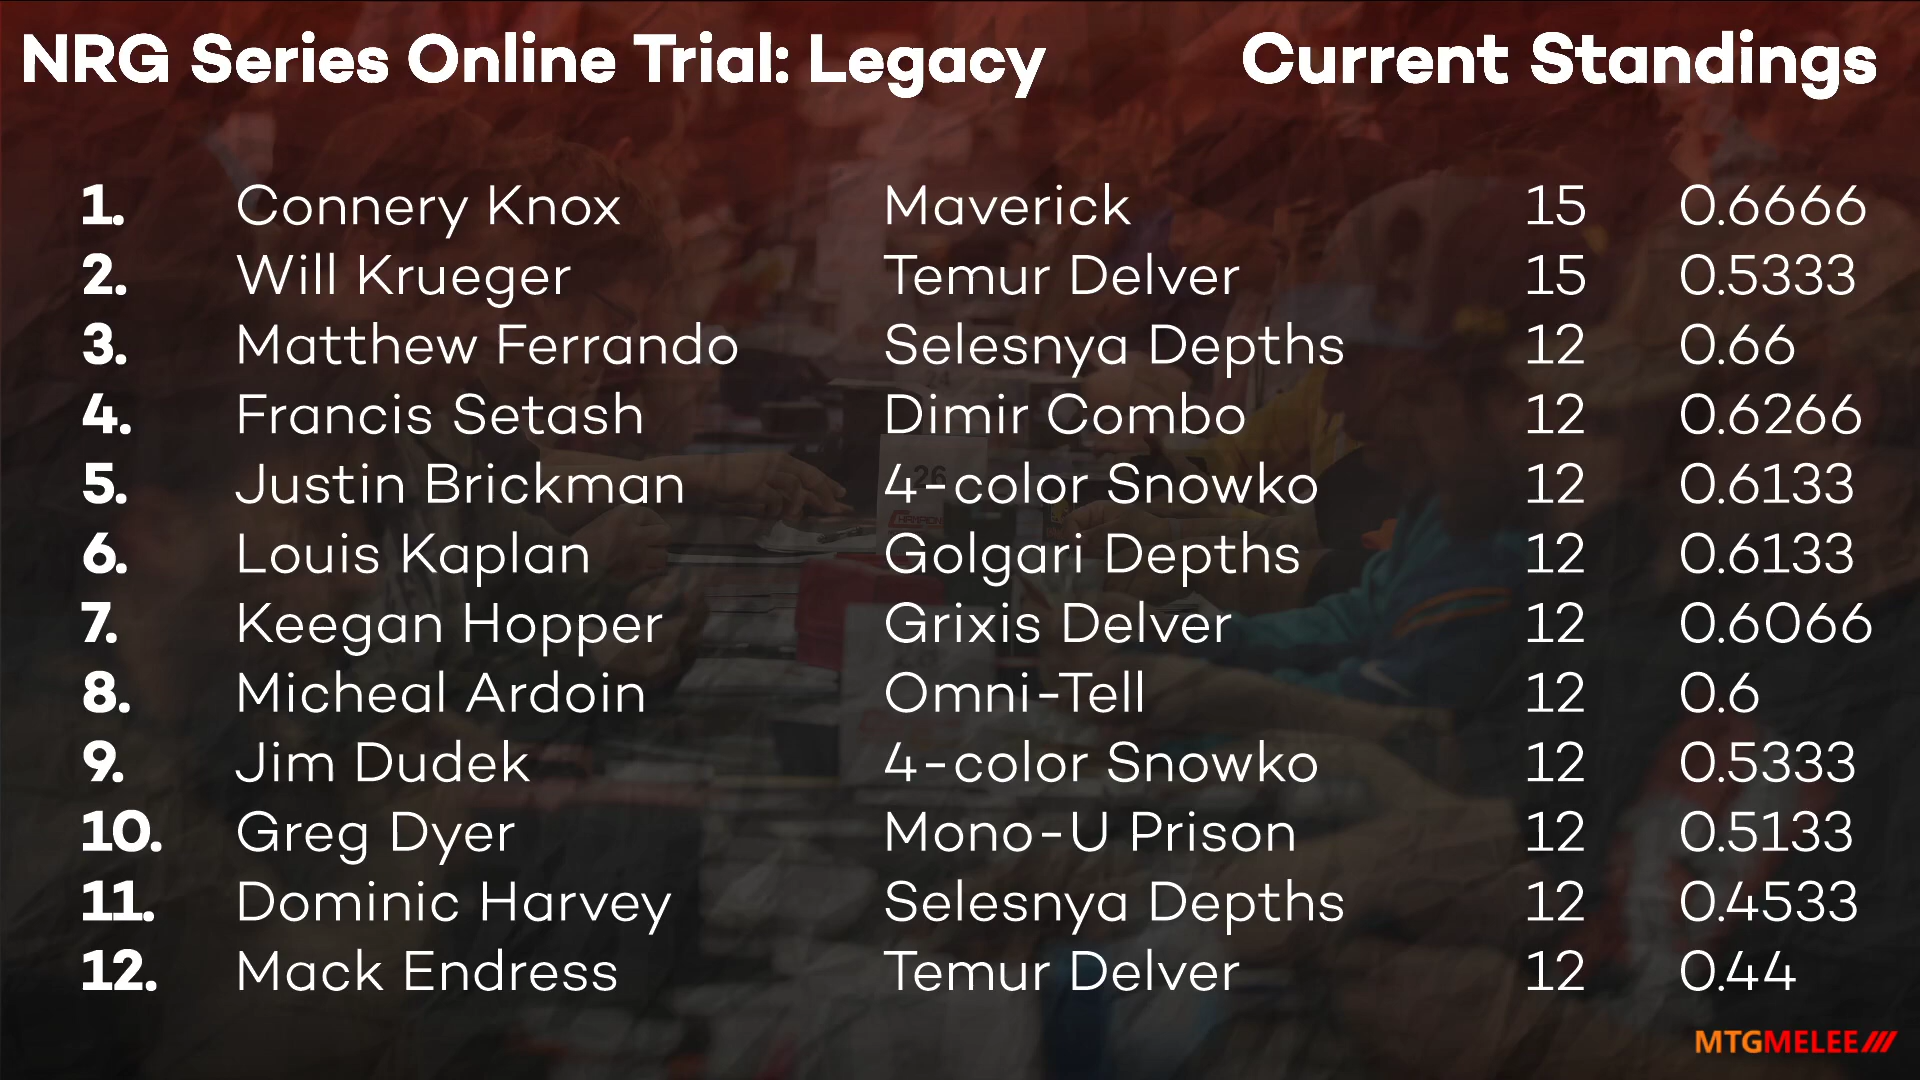 NRG Series Online Trial: Legacy Current Standings
1. Connery Knox Maverick 15 0.6666
2. Will Krueger Temur Delver 15 0.5333
3. Matthew Ferrando Selesnya Depths 12 0.66
4. Francis Setash Dimir Combo 12 0.6266
5. Justin Brickman 4-color Snowko 12 0.6133
6. Louis Kaplan Golgari Depths 12 0.6133
7. Keegan Hopper Grixis Delver 12 0.6066
8. Micheal Ardoin Omni-Tell 12 0.6
9. Jim Dudek 4-color Snowko 12 0.5333
10. Greg Dyer Mono-U Prison 12 0.5133
11. Dominic Harvey Selesnya Depths 12 0.4533
12. Mack Endress Temur Delver 12 0.44
26
MTGMELEE